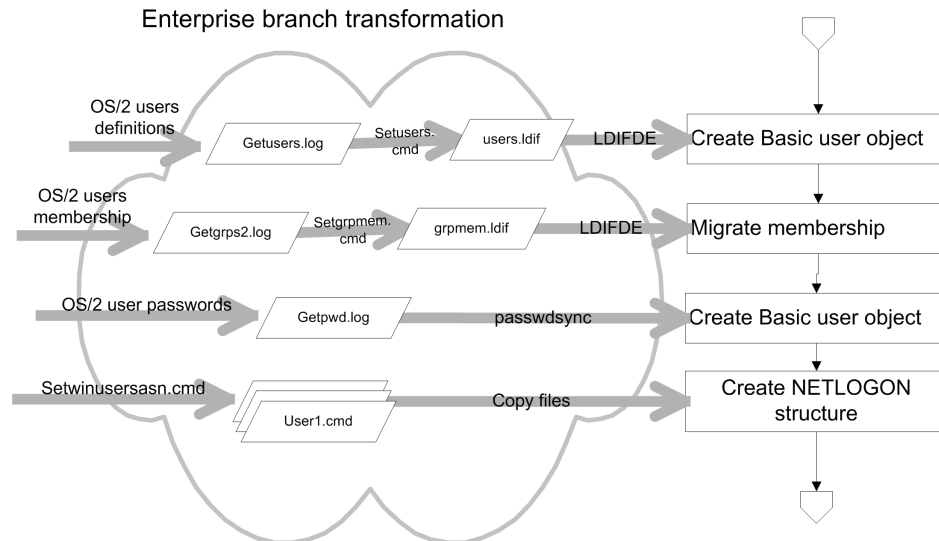 Enterprise branch transformation
OS/2 users
definitions
Getusers.log
Setusers.
cmd
users.ldif
LDIFDE
Create Basic user object
OS/2 users
membership
Getgrps2.log
Setgrpmem.
cmd
grpmem.ldif
LDIFDE
Migrate membership
OS/2 user passwords
Getpwd.log
passwdsync
Create Basic user object
Setwinusersasn.cmd
User1.cmd
Copy files
Create NETLOGON
structure